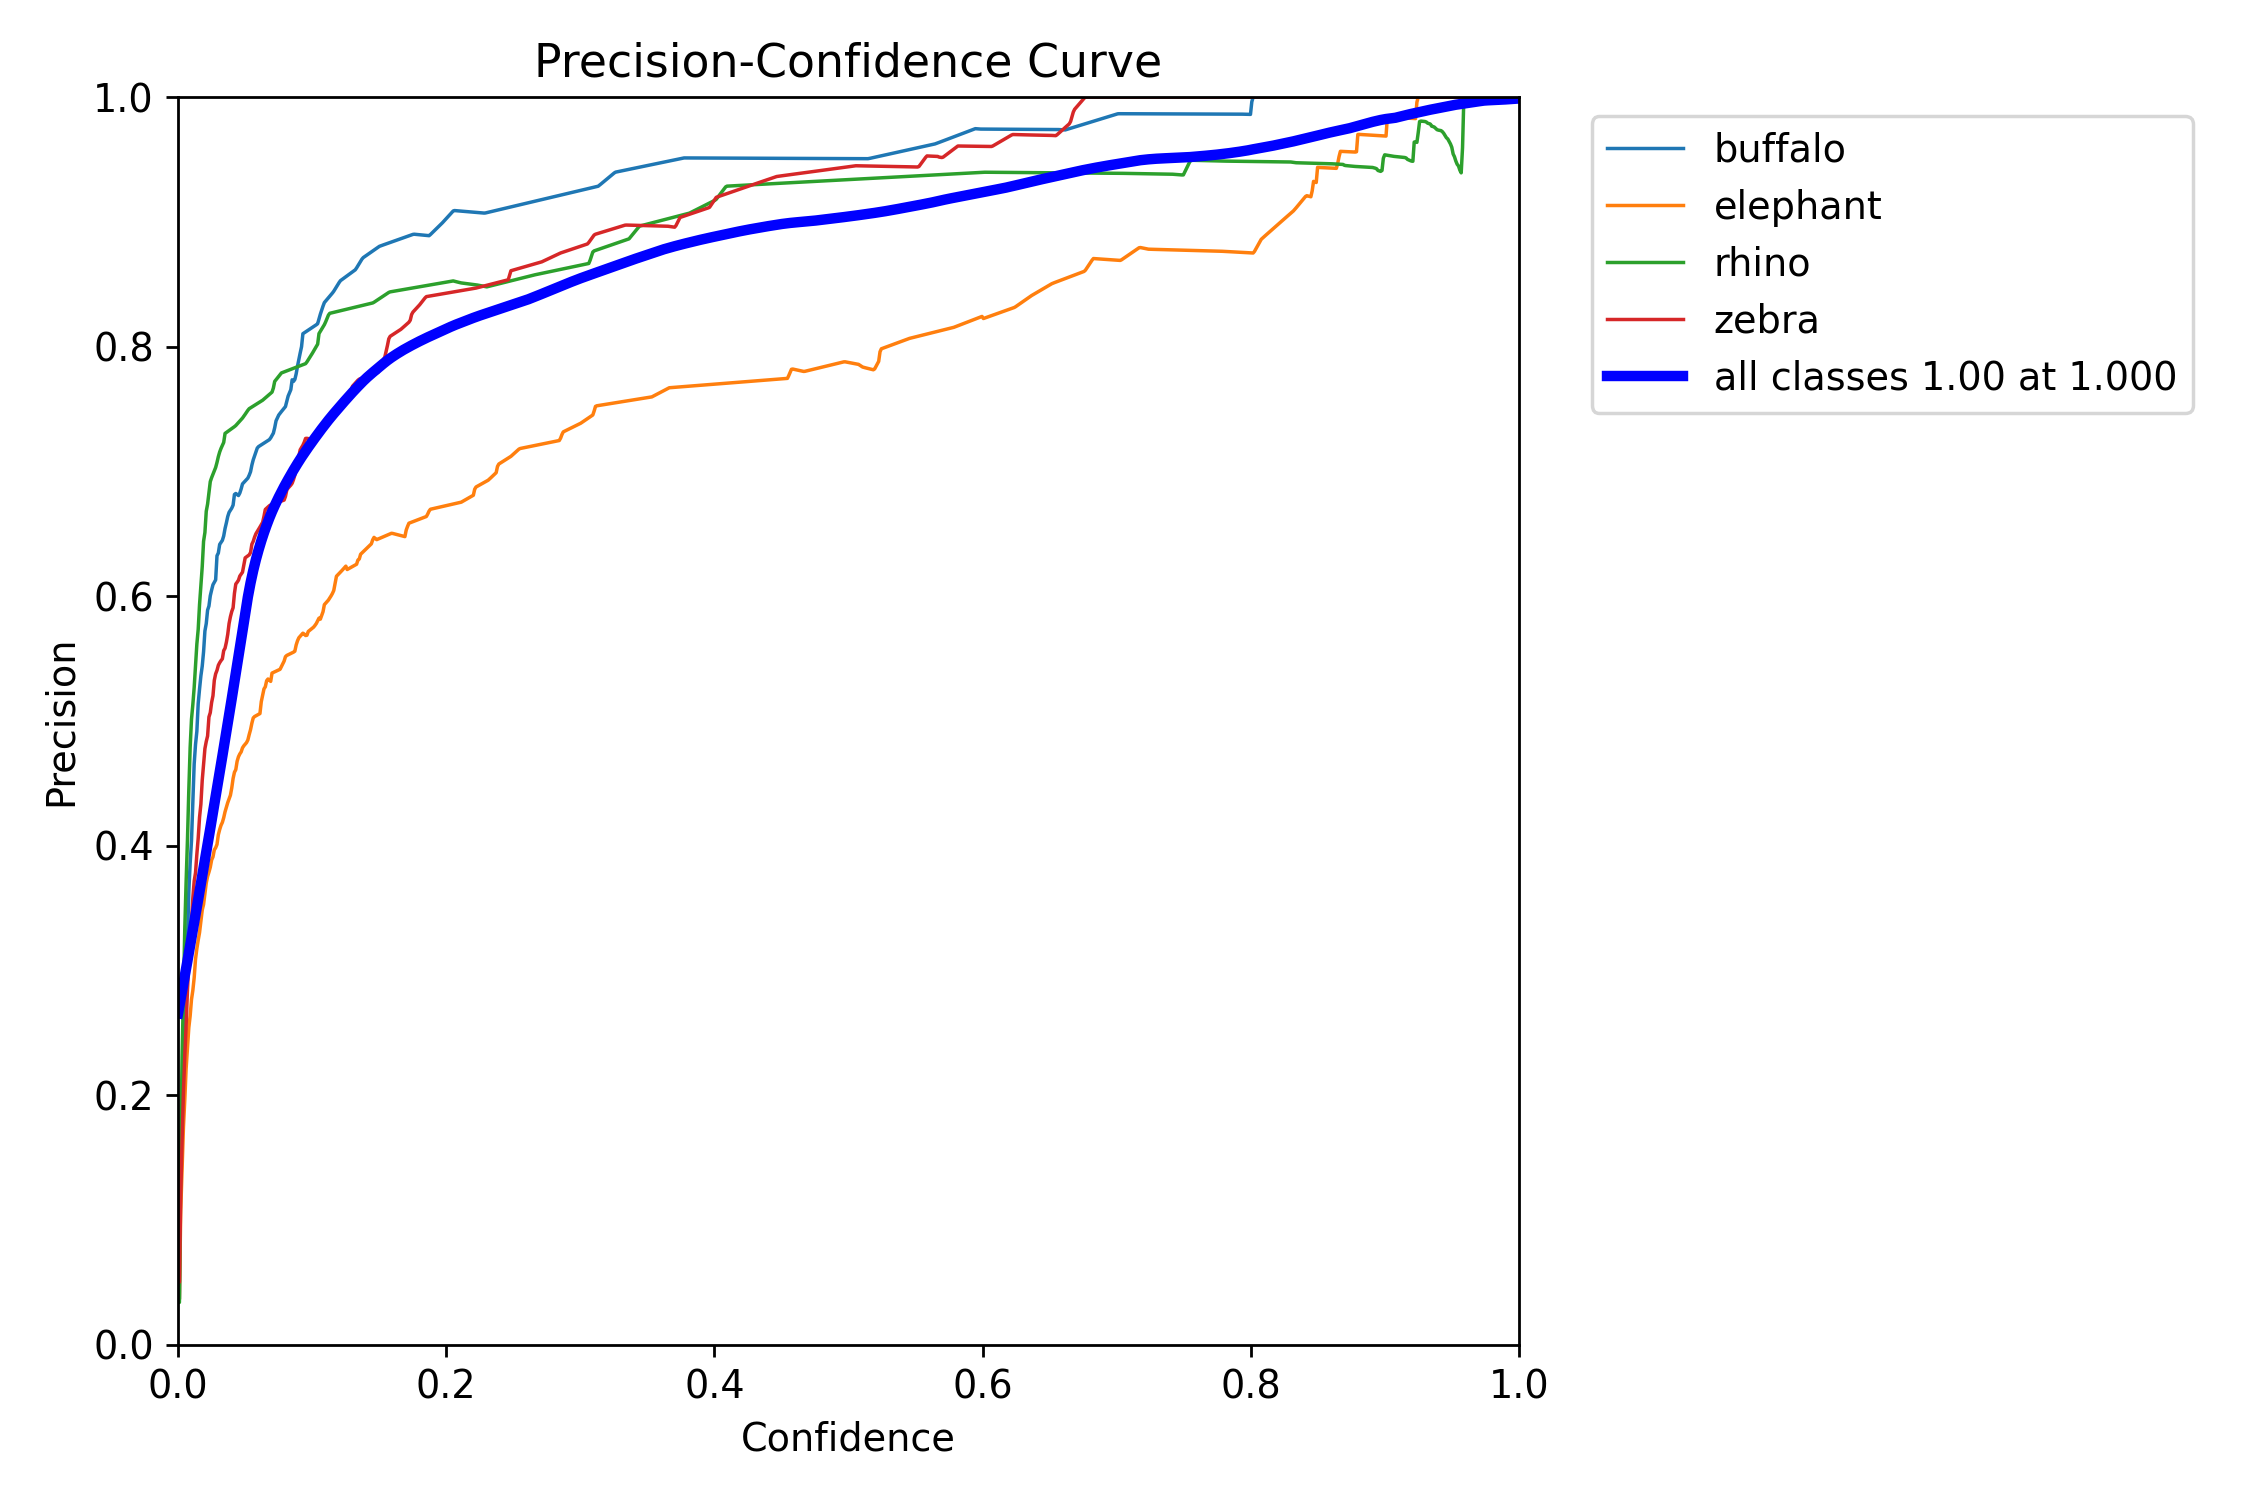 Precision-Confidence Curve
1.0
0.8
0.6
0.4
0.2
0.0
Precision
0.0 0.2 0.4 0.6 0.8 1.0
Confidence
buffalo
elephant
rhino
zebra
all classes 1.00 at 1.000